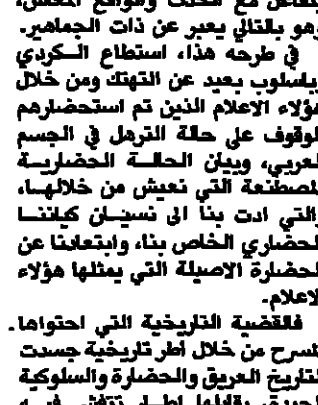 يتفاعل مع الحدث والواقع المعاش،
وهو بالتالي يعبر عن ذات الجماهير.
في طرحه هذا، استطاع الكردي
وباسلوب بعيد عن التهتك ومن خلال
هؤلاء الاعلام الذين تم استحضارهم
الوقوف على حالة الترهل في الجسم
العربي، وبيان الحالة الحضارية
المصطنعة التي نعيش من خلالها،
والتي ادت بنا الى نسيان كياننا
الحضاري الخاص بنا، وابتعادنا عن
الحضارة الاصيلة التي يمثلها هؤلاء
الاعلام.
فالقضية التاريخية التي احتواها
المسرح من خلال اطر تاريخية جسدت
التاريخ العريق والحضارة والسلوكية